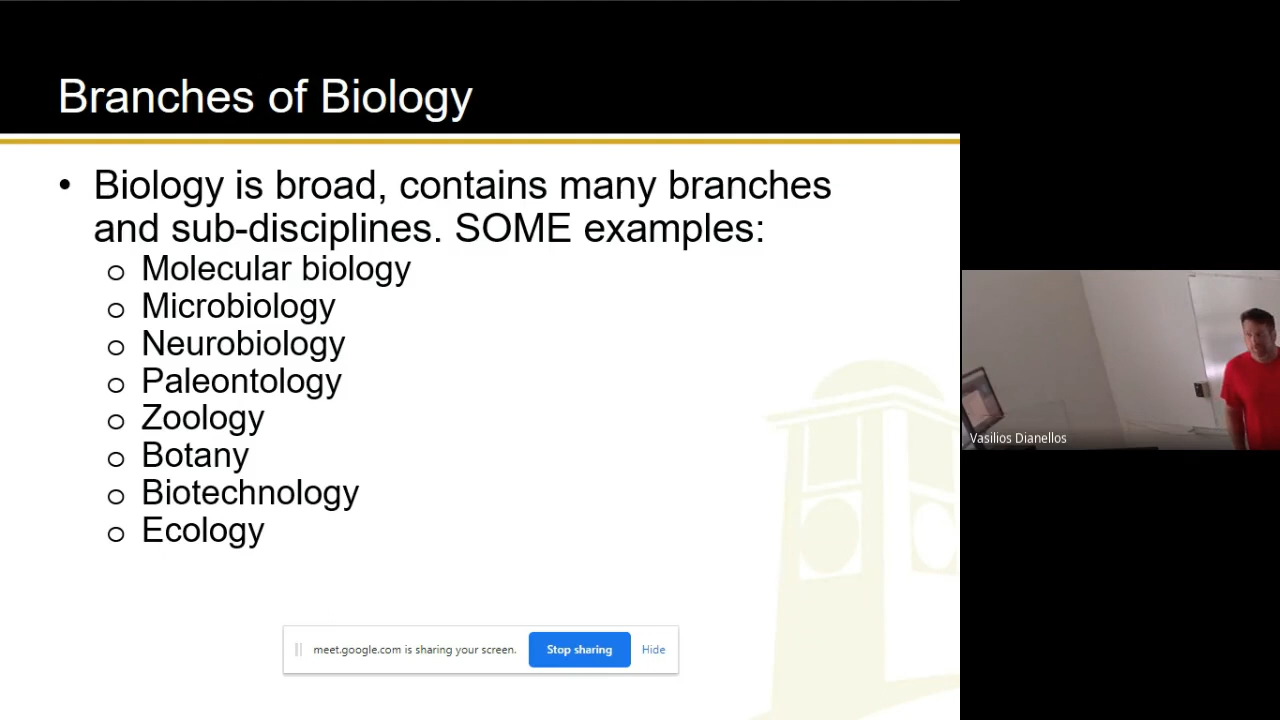 Branches of Biology
• Biology is broad, contains many branches
and sub-disciplines. SOME examples:
o Molecular biology
o Microbiology
o Neurobiology
o Paleontology
o Zoology
o Botany
o Biotechnology
o Ecology
meet.google.com is sharing your screen. Stop sharing Hide
Vasilios Dianellos